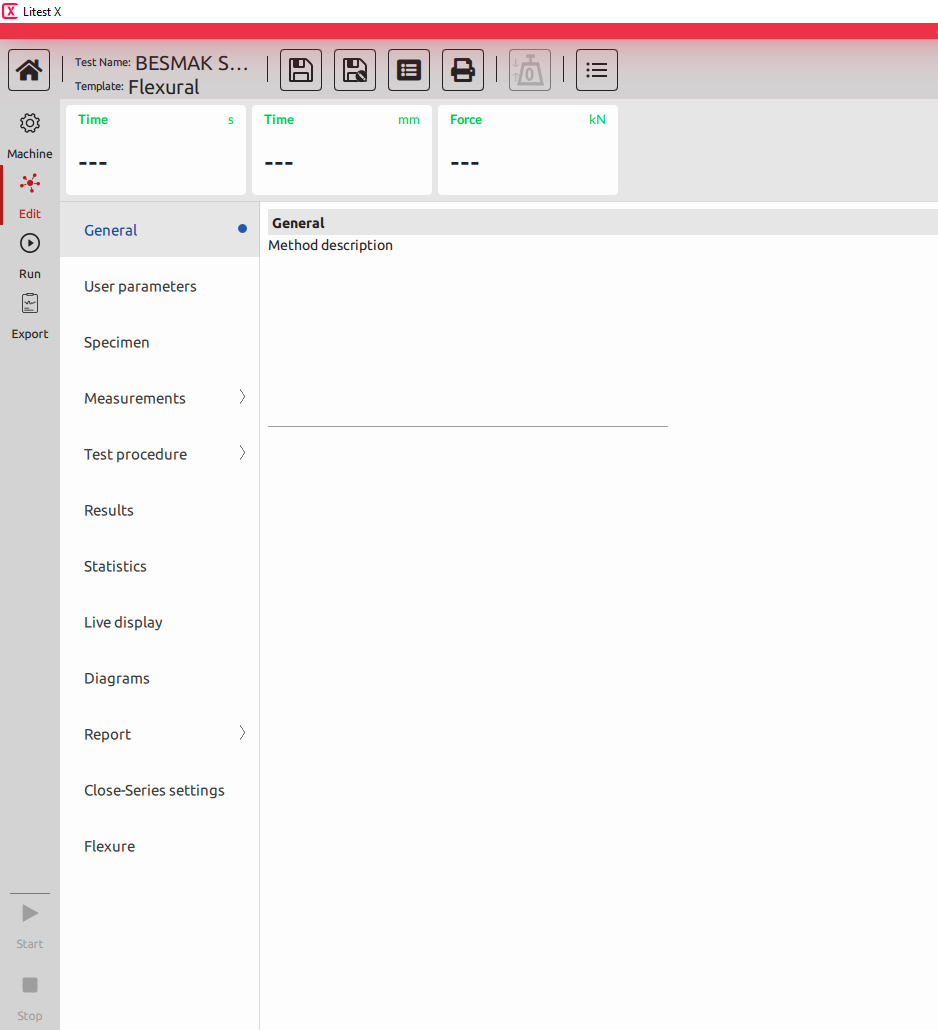 Litest X
Test Name: BESMAK S...
Template: Flexural
0
Time s
---
Time mm
---
Force kN
---
Machine
Edit
Run
Export
Start
Stop
General
User parameters
Specimen
Measurements
Test procedure
Results
Statistics
Live display
Diagrams
Report
Close-Series settings
Flexure
General
Method description